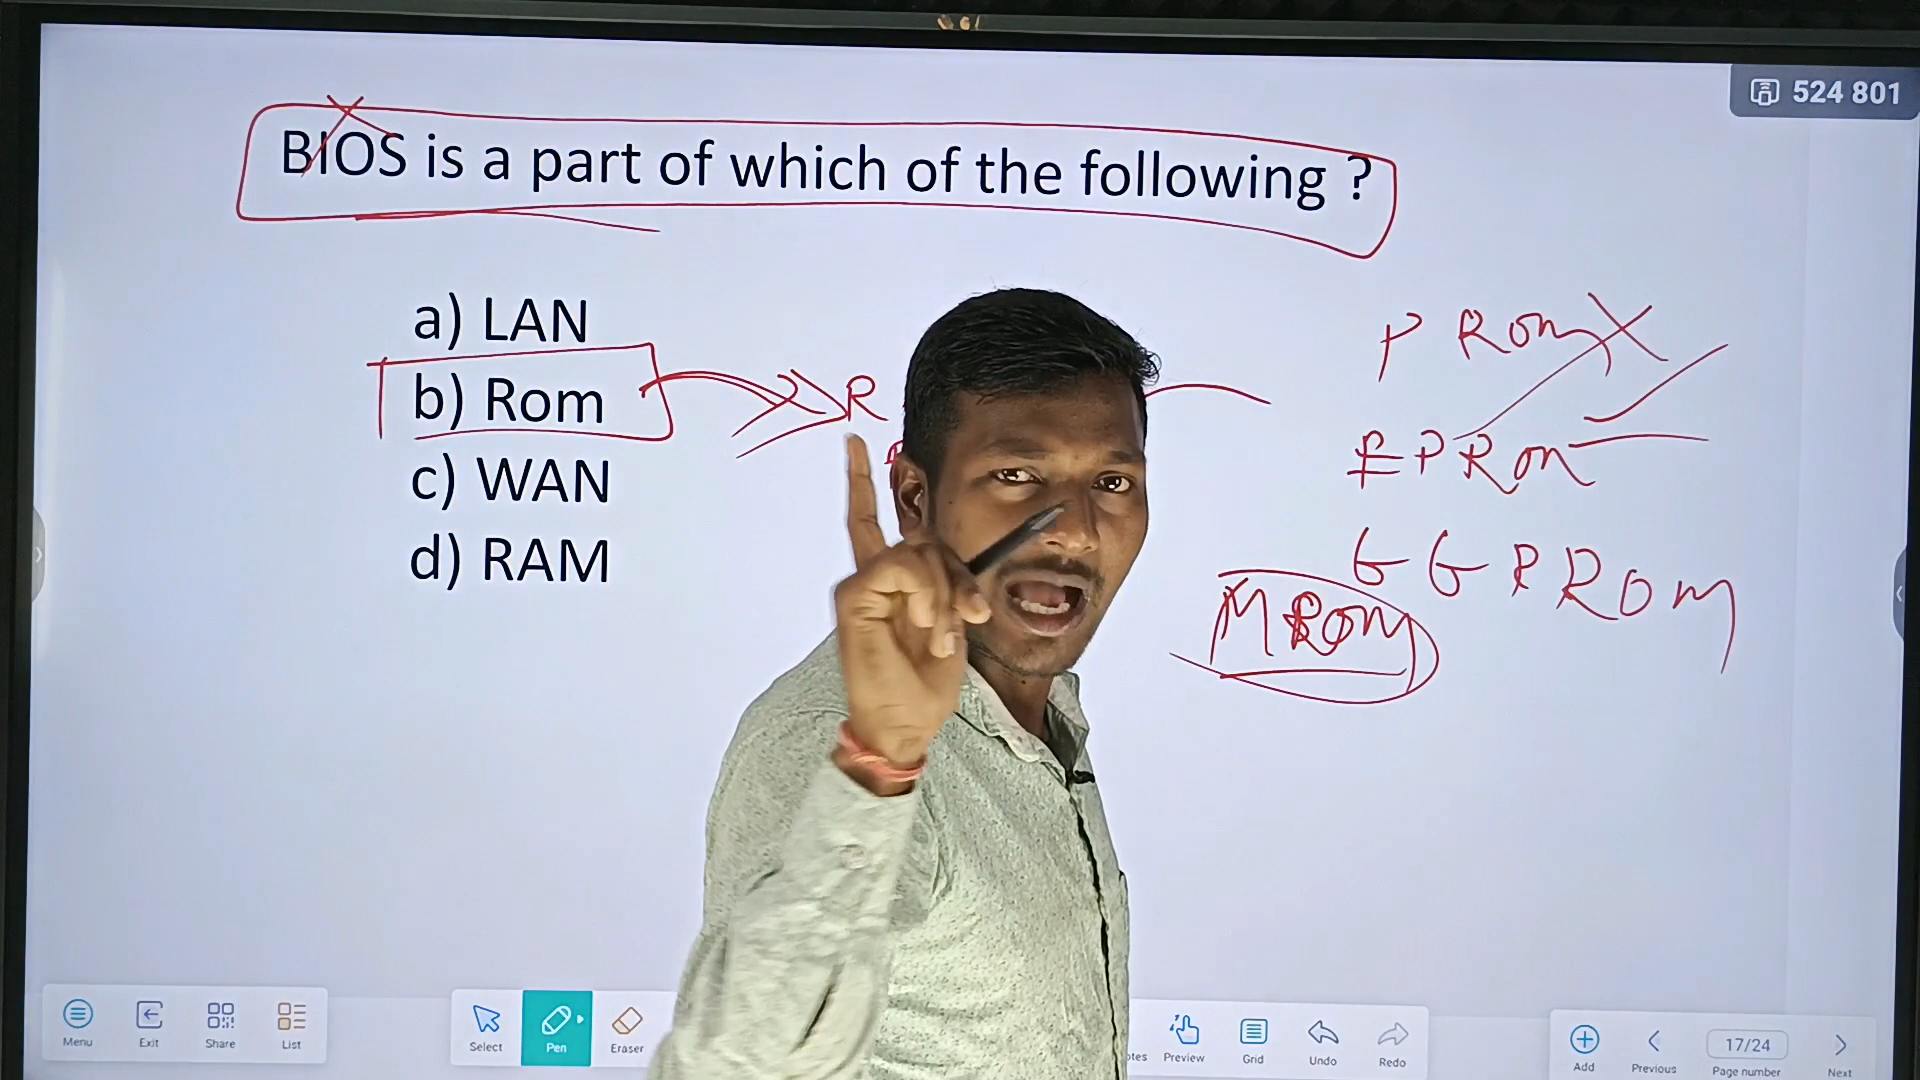 524 801
BIOS is a part of which of the following ?
a) LAN
b) Rom
c) WAN
d) RAM
R
P Rom
EPRom
EEPROM
MROM
Menu Exit Share List
Select Pen Eraser
Preview Grid Undo Redo
Add Previous 17/24 Page number Next